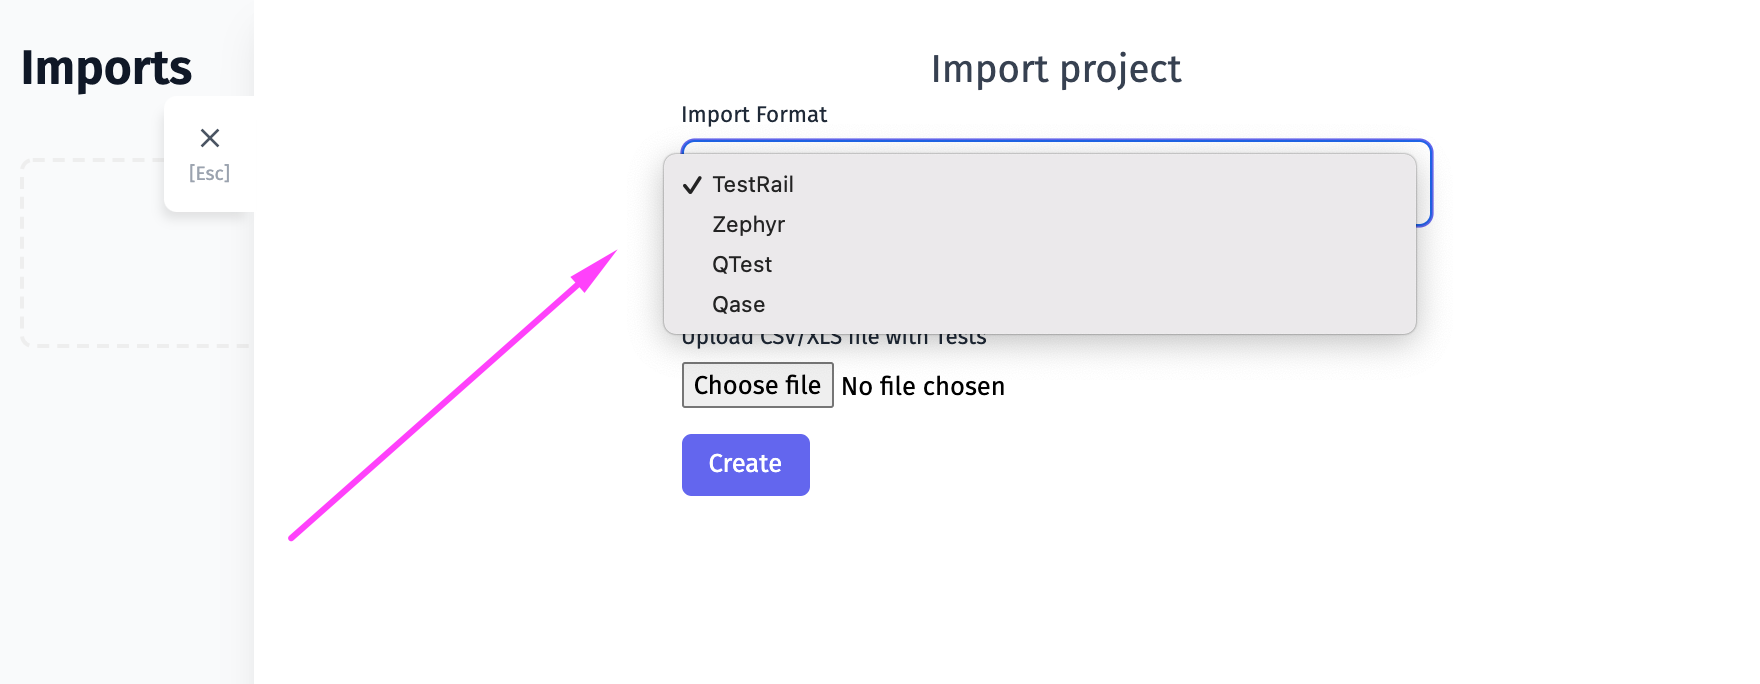 Imports
[Esc]
Import project
Import Format
TestRail
Zephyr
QTest
Qase
Upload CSV/XLS file with Tests
Choose file No file chosen
Create